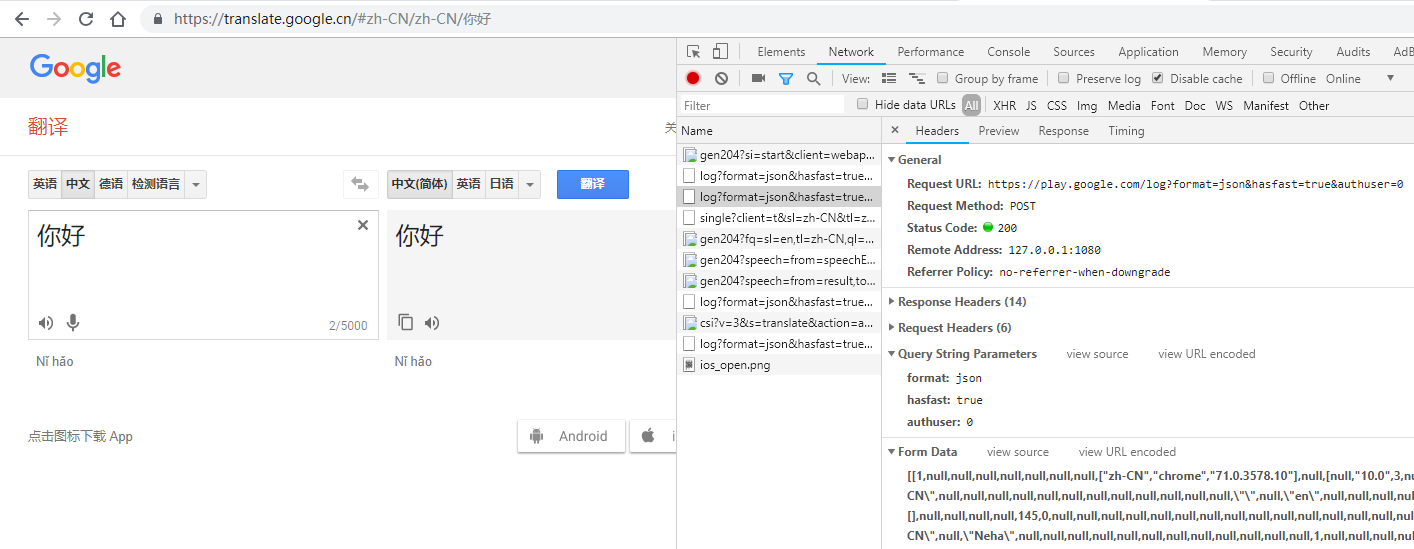 https://translate.google.cn/#zh-CN/zh-CN/你好
Google
翻译
关
英语 中文 德语 检测语言
中文(简体) 英语 日语
翻译
你好
你好
2/5000
Nǐ hǎo
Nǐ hǎo
点击图标下载 App
Android
i
Elements Network Performance Console Sources Application Memory Security Audits AdB
View: Group by frame Preserve log Disable cache Offline Online
Filter Hide data URLs All XHR JS CSS Img Media Font Doc WS Manifest Other
Name
gen204?si=start&client=webap...
log?format=json&hasfast=true...
log?format=json&hasfast=true...
single?client=t&sl=zh-CN&tl=z...
gen204?fq=sl=en,tl=zh-CN,ql=...
gen204?speech=from=speechE...
gen204?speech=from=result,to...
log?format=json&hasfast=true...
csi?v=3&s=translate&action=a...
log?format=json&hasfast=true...
ios_open.png
× Headers Preview Response Timing
General
Request URL: https://play.google.com/log?format=json&hasfast=true&authuser=0
Request Method: POST
Status Code: 200
Remote Address: 127.0.0.1:1080
Referrer Policy: no-referrer-when-downgrade
Response Headers (14)
Request Headers (6)
Query String Parameters view source view URL encoded
format: json
hasfast: true
authuser: 0
Form Data view source view URL encoded
[[1,null,null,null,null,null,null,null,["zh-CN","chrome","71.0.3578.10"],null,[null,"10.0",3,nu
CN\",null,null,null,null,null,null,null,null,null,null,null,null,\"\",null,\"en\",null,null,null,nul
[],null,null,null,null,145,0,null,null,null,null,null,null,null,null,null,null,null,null,null,null,nu
CN\",null,\"Neha\",null,null,null,null,null,null,null,null,null,null,null,null,1,null,null,null,nu